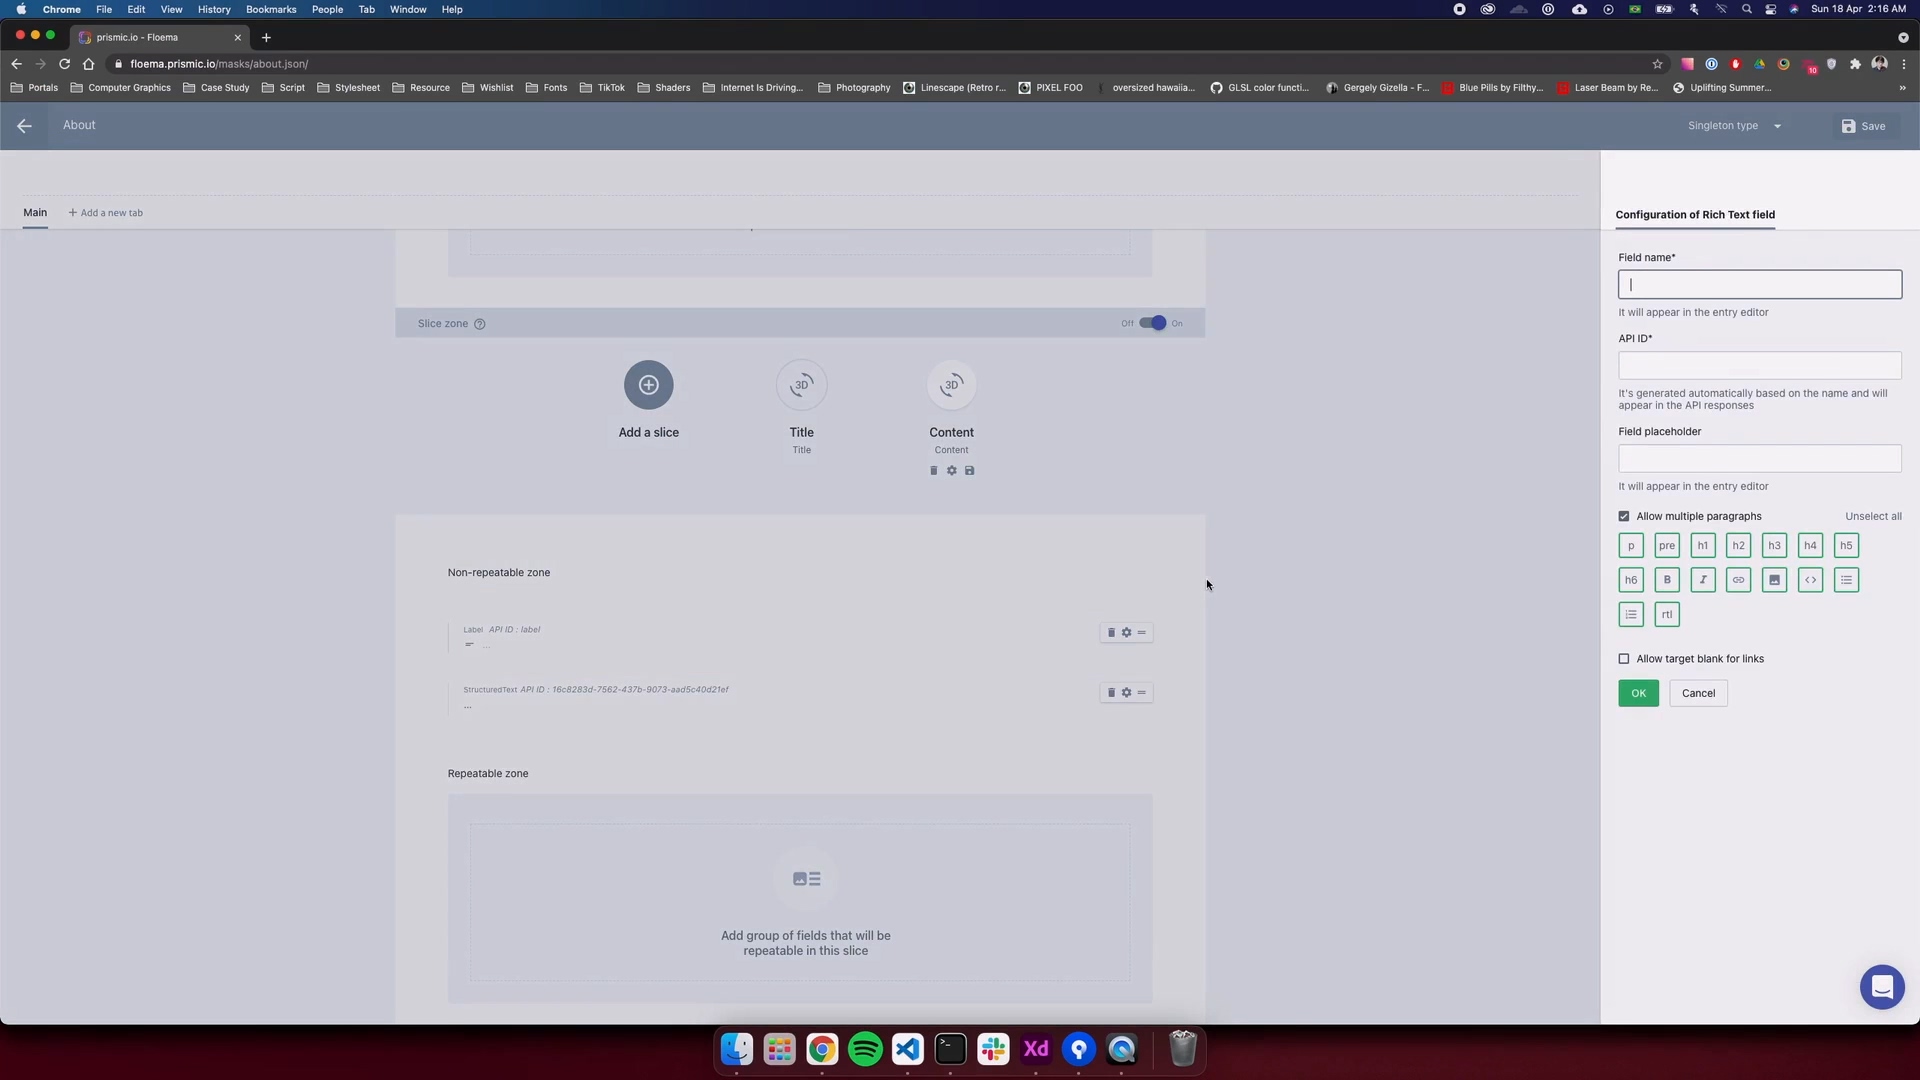 Chrome File Edit View History Bookmarks People Tab Window Help
Sun 18 Apr 2:16 AM
prismic.io - Floema
floema.prismic.io/masks/about.json/
10
Portals Computer Graphics Case Study Script Stylesheet Resource Wishlist Fonts TikTok Shaders Internet Is Driving... Photography Linescape (Retro r... PIXEL FOO oversized hawaiia... GLSL color functi... Gergely Gizella - F... Blue Pills by Filthy... Laser Beam by Re... Uplifting Summer...
About
Singleton type
Save
Main
Add a new tab
Slice zone
Off On
3D 3D
Add a slice Title Content
Title Content
Non-repeatable zone
Label API ID : label
...
StructuredText API ID : 16c8283d-7562-437b-9073-aad5c40d21ef
...
Repeatable zone
Add group of fields that will be
repeatable in this slice
Configuration of Rich Text field
Field name*
It will appear in the entry editor
API ID*
It's generated automatically based on the name and will
appear in the API responses
Field placeholder
It will appear in the entry editor
Allow multiple paragraphs Unselect all
p pre h1 h2 h3 h4 h5
h6 B I
rtl
Allow target blank for links
OK Cancel
Xd